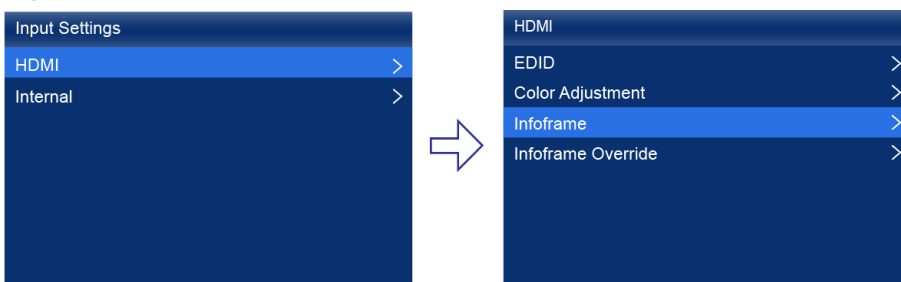 Input Settings
HDMI
Internal
HDMI
EDID
Color Adjustment
Infoframe
Infoframe Override